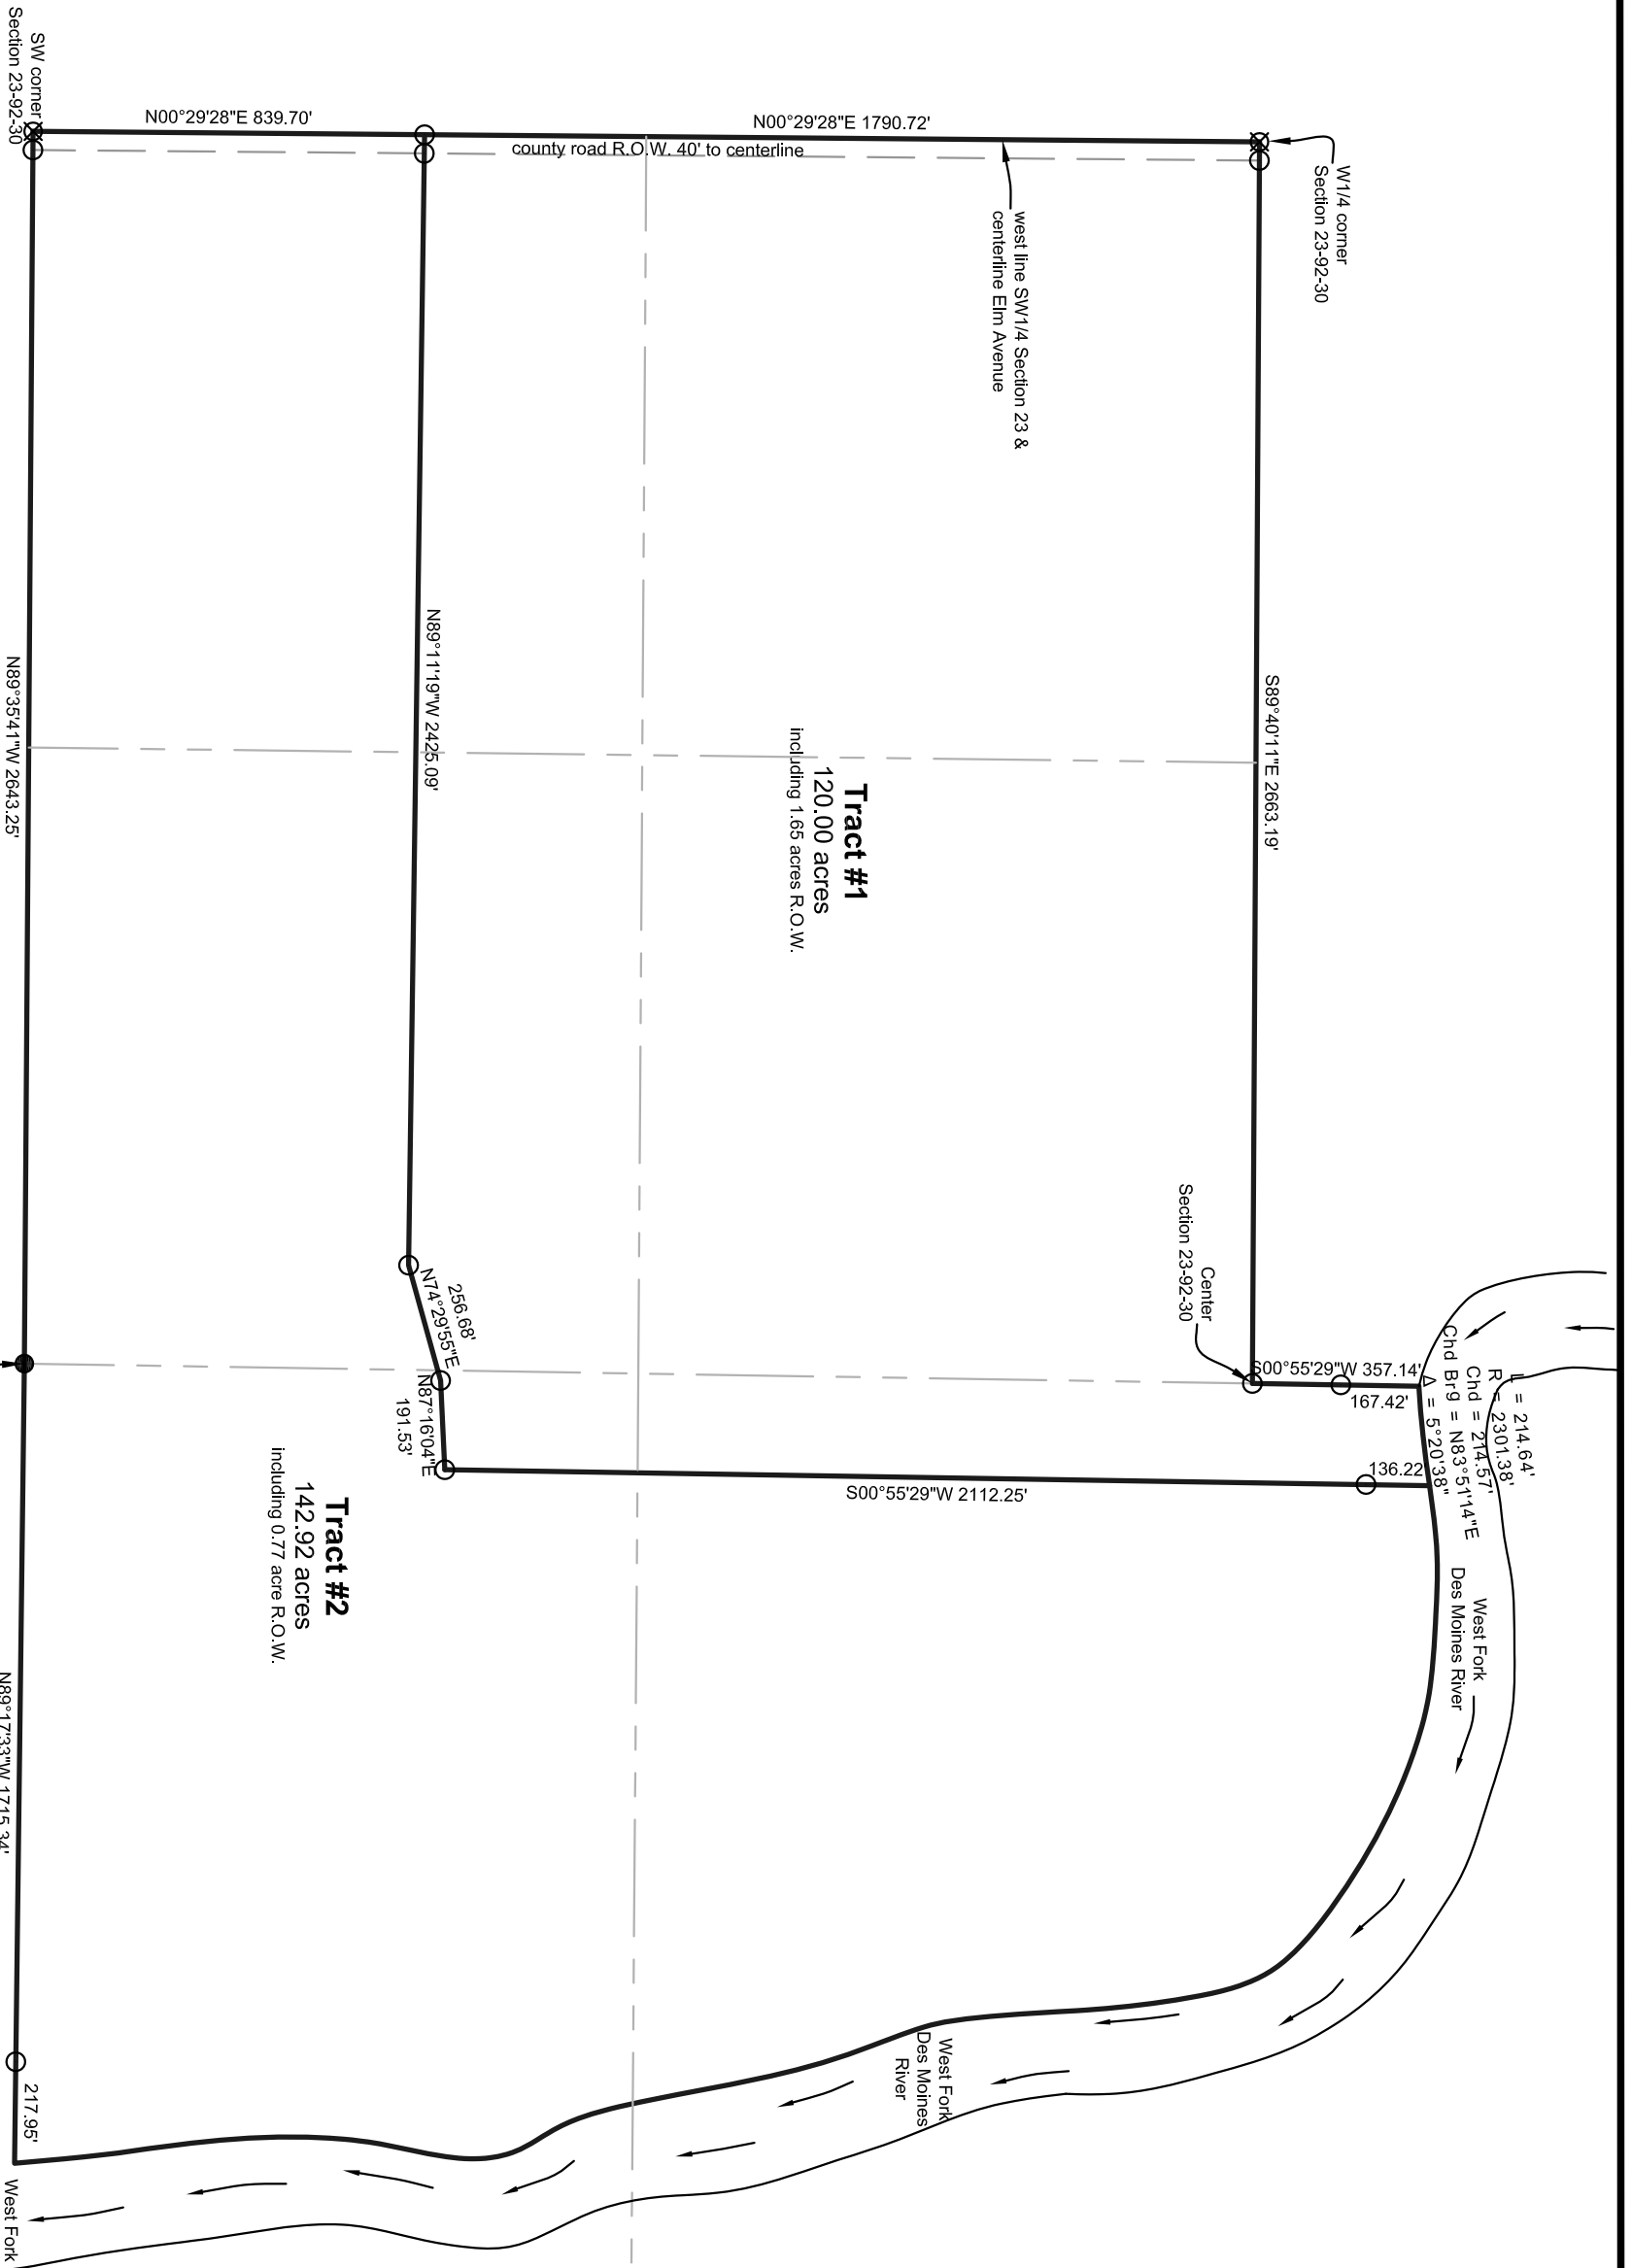 W1/4 corner
Section 23-92-30
S89°40'11"E 2663.19'
Center
Section 23-92-30
L = 214.64'
R = 2301.38'
Chd = 214.57'
Chd Brg = N83°51'14"E
Δ = 5°20'38"
S00°55'29"W 357.14'
167.42'
136.22'
West Fork
Des Moines River
N00°29'28"E 1790.72'
west line SW1/4 Section 23 &
centerline Elm Avenue
county road R.O.W. 40' to centerline
Tract #1
120.00 acres
including 1.65 acres R.O.W.
S00°55'29"W 2112.25'
West Fork
Des Moines
River
N89°11'19"W 2425.09'
256.68'
N74°29'55"E
N87°16'04"E
191.53'
N00°29'28"E 839.70'
Tract #2
142.92 acres
including 0.77 acre R.O.W.
SW corner
Section 23-92-30
N89°35'41"W 2643.25'
N89°17'33"W 1715.34'
217.95'
West Fork